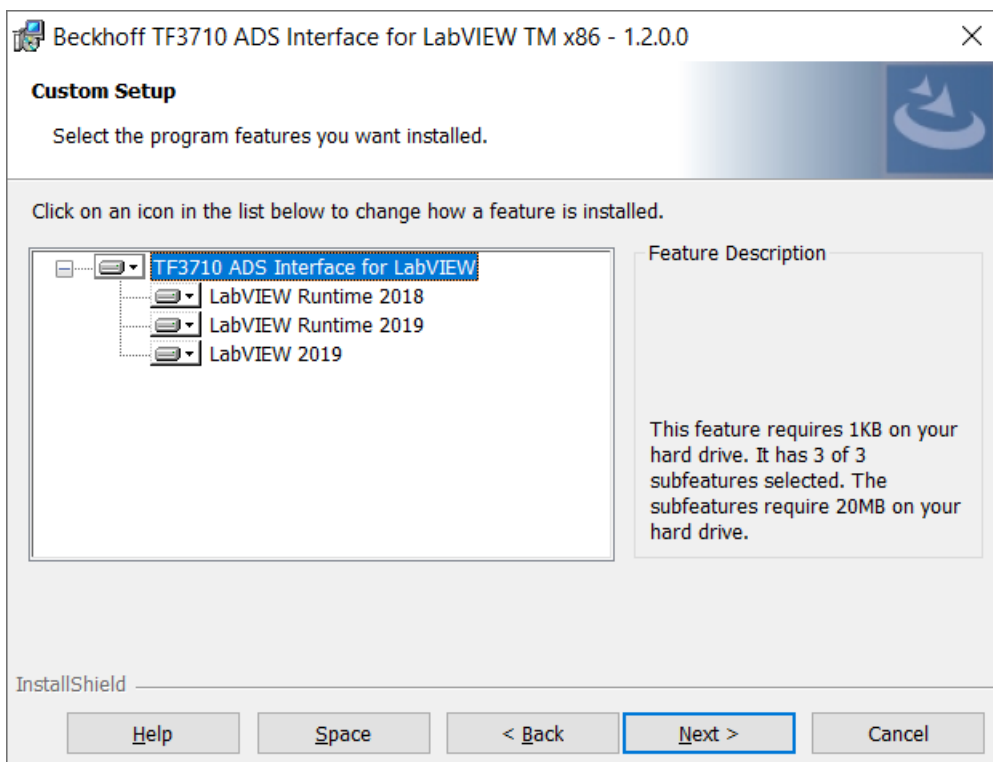 Beckhoff TF3710 ADS Interface for LabVIEW TM x86 - 1.2.0.0
Custom Setup
Select the program features you want installed.
Click on an icon in the list below to change how a feature is installed.
TF3710 ADS Interface for LabVIEW
LabVIEW Runtime 2018
LabVIEW Runtime 2019
LabVIEW 2019
Feature Description
This feature requires 1KB on your
hard drive. It has 3 of 3
subfeatures selected. The
subfeatures require 20MB on your
hard drive.
InstallShield
Help
Space
< Back
Next >
Cancel